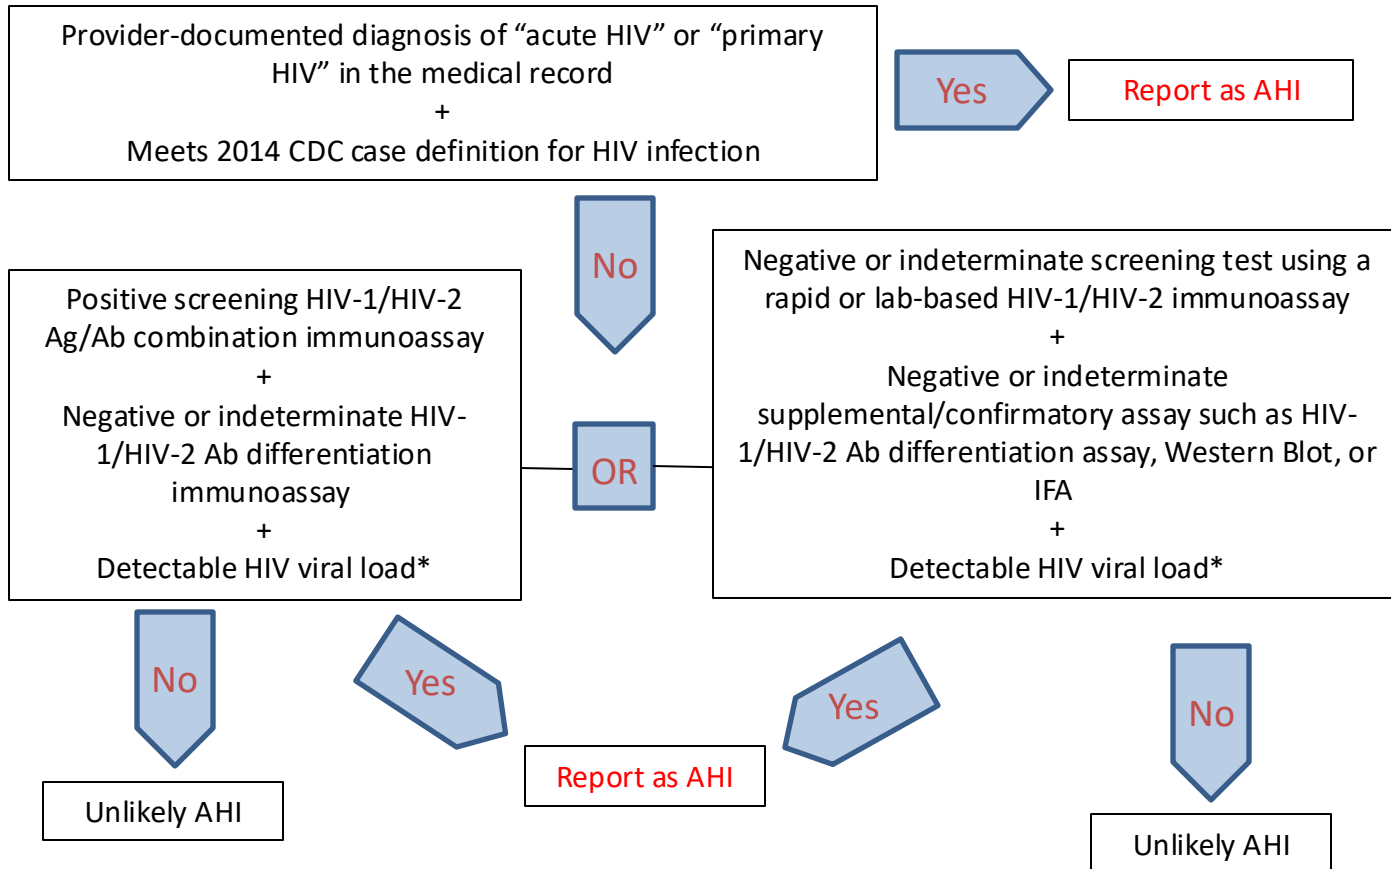 Provider-documented diagnosis of “acute HIV” or “primary
HIV” in the medical record
+
Meets 2014 CDC case definition for HIV infection
Yes
Report as AHI
No
Positive screening HIV-1/HIV-2
Ag/Ab combination immunoassay
+
Negative or indeterminate HIV-
1/HIV-2 Ab differentiation
immunoassay
+
Detectable HIV viral load*
OR
Negative or indeterminate screening test using a
rapid or lab-based HIV-1/HIV-2 immunoassay
+
Negative or indeterminate
supplemental/confirmatory assay such as HIV-
1/HIV-2 Ab differentiation assay, Western Blot, or
IFA
+
Detectable HIV viral load*
No
Yes
Yes
No
Unlikely AHI
Report as AHI
Unlikely AHI